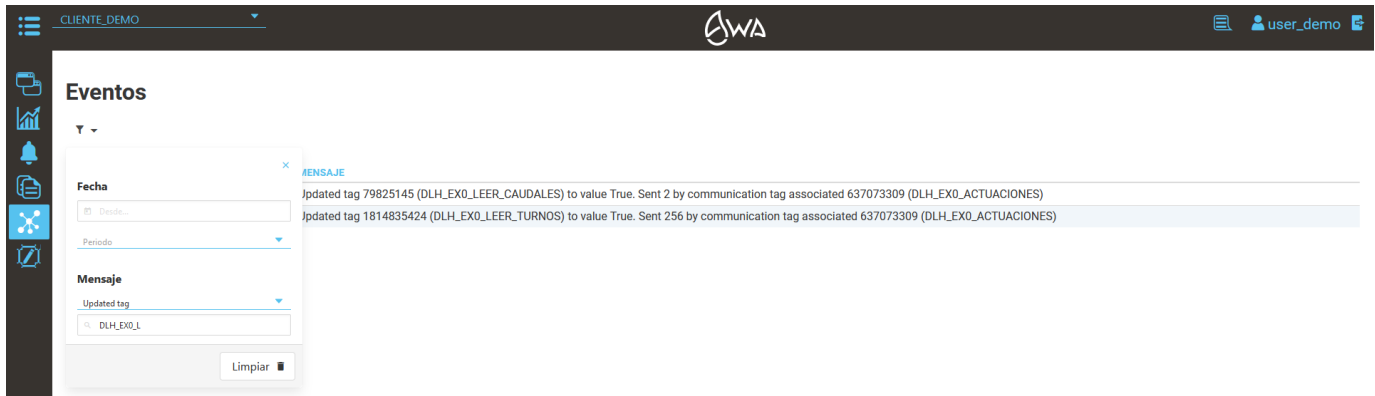 CLIENTE_DEMO
AWA
user_demo
Eventos
Fecha
Desde...
Periodo
Mensaje
Updated tag
DLH_EX0_L
Limpiar
MENSAJE
Updated tag 79825145 (DLH_EX0_LEER_CAUDALES) to value True. Sent 2 by communication tag associated 637073309 (DLH_EX0_ACTUACIONES)
Updated tag 1814835424 (DLH_EX0_LEER_TURNOS) to value True. Sent 256 by communication tag associated 637073309 (DLH_EX0_ACTUACIONES)